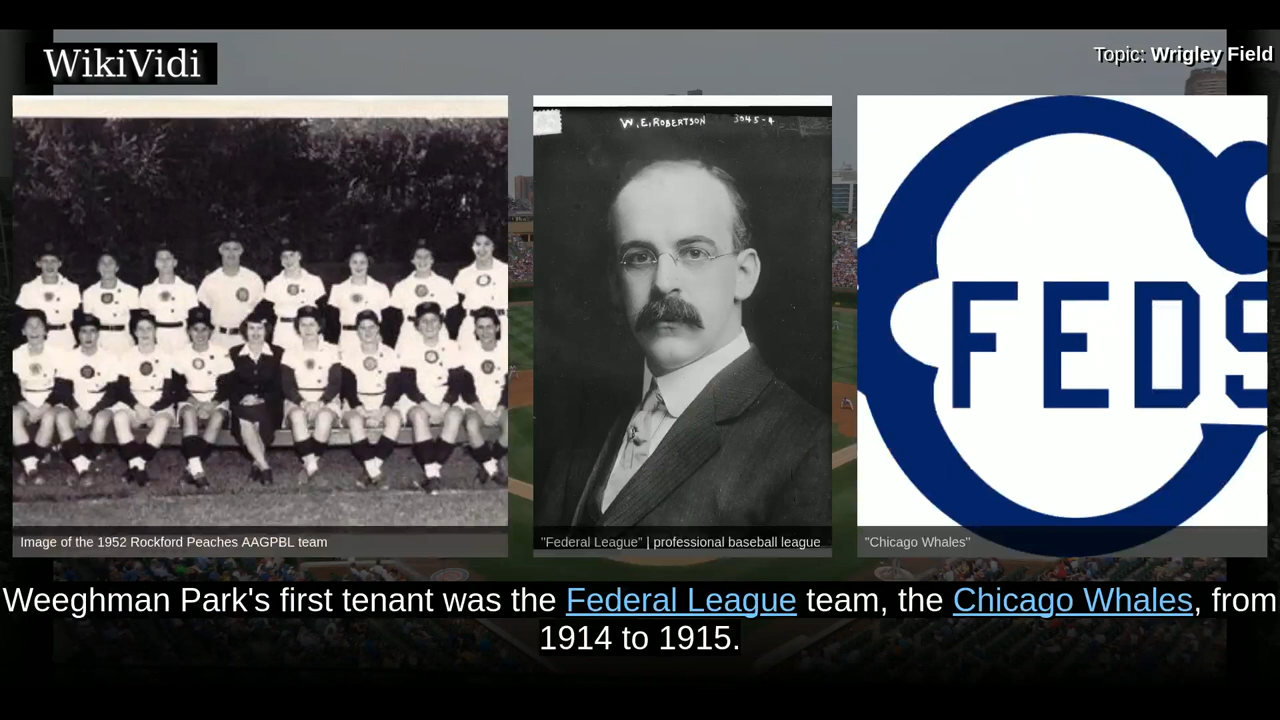 WikiVidi
Topic: Wrigley Field
W.E. ROBERTSON 3045-4
FEDS
Image of the 1952 Rockford Peaches AAGPBL team
"Federal League" | professional baseball league
"Chicago Whales"
Weeghman Park's first tenant was the Federal League team, the Chicago Whales, from
1914 to 1915.